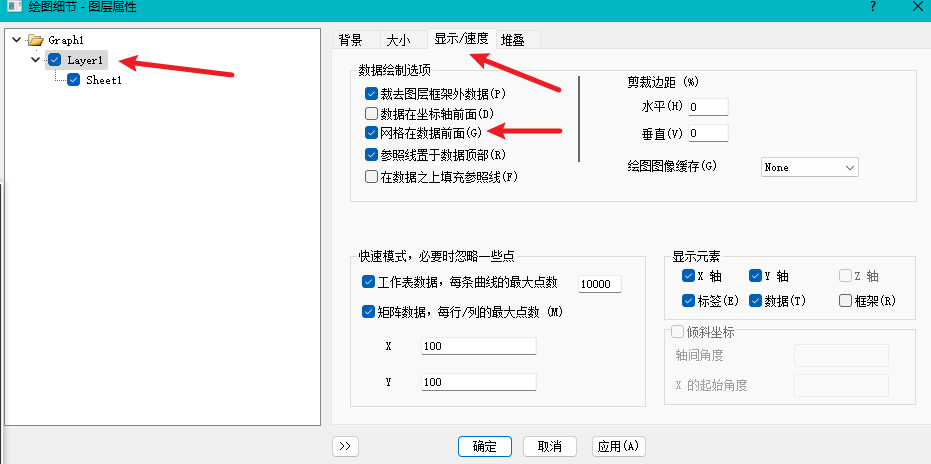 绘图细节 - 图层属性
?
Graph1
Layer1
Sheet1
背景 大小 显示/速度 堆叠
数据绘制选项
裁去图层框架外数据(P)
数据在坐标轴前面(D)
网格在数据前面(G)
参照线置于数据顶部(R)
在数据之上填充参照线(F)
剪裁边距 (%)
水平(H) 0
垂直(V) 0
绘图图像缓存(G) None
快速模式，必要时忽略一些点
工作表数据，每条曲线的最大点数 10000
矩阵数据，每行/列的最大点数 (M)
X 100
Y 100
显示元素
X 轴 Y 轴 Z 轴
标签(E) 数据(T) 框架(R)
倾斜坐标
轴间角度
X 的起始角度
>> 确定 取消 应用(A)